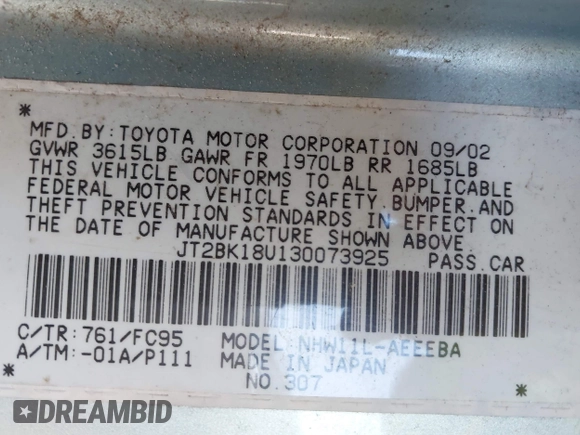 MFD.BY:TOYOTA MOTOR CORPORATION 09/02
GVWR 3615LB GAWR FR 1970LB RR 1685LB
THIS VEHICLE CONFORMS TO ALL APPLICABLE
FEDERAL MOTOR VEHICLE SAFETY,BUMPER,AND
THEFT PREVENTION STANDARDS IN EFFECT ON
THE DATE OF MANUFACTURE SHOWN ABOVE
JT2BK18U130073925 PASS.CAR
C/TR:761/FC95 MODEL:NHW11L-AEEEBA
A/TM:-01A/P111 MADE IN JAPAN
NO.307
DREAMBID